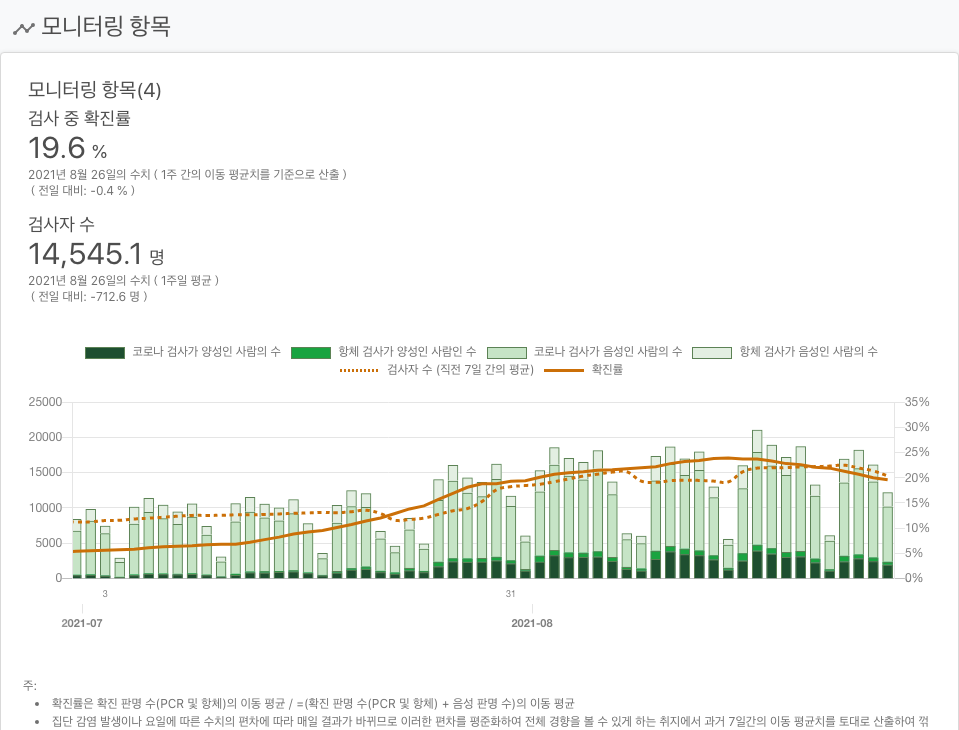 모니터링 항목
모니터링 항목(4)
검사 중 확진률
19.6 %
2021년 8월 26일의 수치 ( 1주 간의 이동 평균치를 기준으로 산출 )
( 전일 대비: -0.4 % )
검사자 수
14,545.1 명
2021년 8월 26일의 수치 ( 1주일 평균 )
( 전일 대비: -712.6 명 )
코로나 검사가 양성인 사람의 수 항체 검사가 양성인 사람인 수 코로나 검사가 음성인 사람의 수 항체 검사가 음성인 사람의 수
검사자 수 (직전 7일 간의 평균) 확진률
25000 35%
30%
20000
25%
15000
20%
10000 15%
10%
5000
5%
0 0%
3 31
2021-07 2021-08
주:
• 확진률은 확진 판명 수(PCR 및 항체)의 이동 평균 / =(확진 판명 수(PCR 및 항체) + 음성 판명 수)의 이동 평균
• 집단 감염 발생이나 요일에 따른 수치의 편차에 따라 매일 결과가 바뀌므로 이러한 편차를 평준화하여 전체 경향을 볼 수 있게 하는 취지에서 과거 7일간의 이동 평균치를 토대로 산출하여 꺾